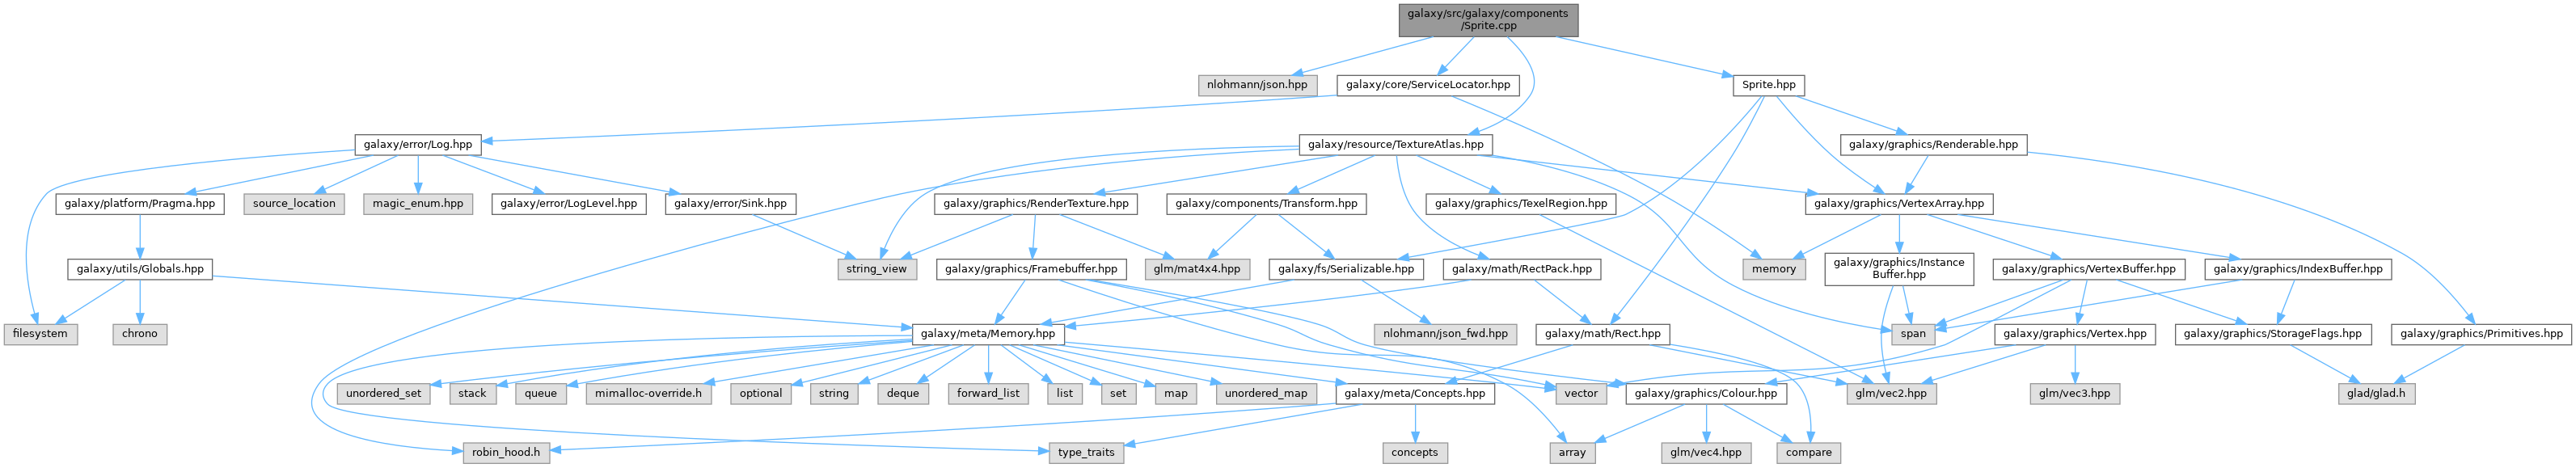 galaxy/src/galaxy/components
/Sprite.cpp
nlohmann/json.hpp
galaxy/core/ServiceLocator.hpp
Sprite.hpp
galaxy/error/Log.hpp
galaxy/resource/TextureAtlas.hpp
galaxy/graphics/Renderable.hpp
galaxy/platform/Pragma.hpp
source_location
magic_enum.hpp
galaxy/error/LogLevel.hpp
galaxy/error/Sink.hpp
galaxy/graphics/RenderTexture.hpp
galaxy/components/Transform.hpp
galaxy/graphics/TexelRegion.hpp
galaxy/graphics/VertexArray.hpp
galaxy/utils/Globals.hpp
string_view
galaxy/graphics/Framebuffer.hpp
glm/mat4x4.hpp
galaxy/fs/Serializable.hpp
galaxy/math/RectPack.hpp
memory
galaxy/graphics/Instance
Buffer.hpp
galaxy/graphics/VertexBuffer.hpp
galaxy/graphics/IndexBuffer.hpp
filesystem
chrono
galaxy/meta/Memory.hpp
nlohmann/json_fwd.hpp
galaxy/math/Rect.hpp
span
galaxy/graphics/Vertex.hpp
galaxy/graphics/StorageFlags.hpp
galaxy/graphics/Primitives.hpp
unordered_set
stack
queue
mimalloc-override.h
optional
string
deque
forward_list
list
set
map
unordered_map
galaxy/meta/Concepts.hpp
vector
galaxy/graphics/Colour.hpp
glm/vec2.hpp
glm/vec3.hpp
glad/glad.h
robin_hood.h
type_traits
concepts
array
glm/vec4.hpp
compare